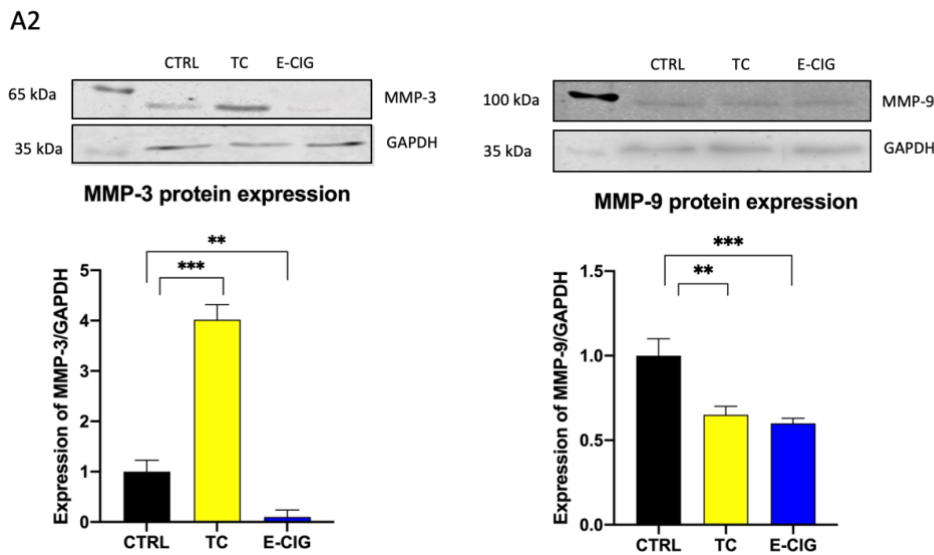 A2
CTRL TC E-CIG
65 kDa
MMP-3
35 kDa
GAPDH
MMP-3 protein expression
**
***
Expression of MMP-3/GAPDH
5
4
3
2
1
0
CTRL TC E-CIG
CTRL TC E-CIG
100 kDa
MMP-9
35 kDa
GAPDH
MMP-9 protein expression
***
**
Expression of MMP-9/GAPDH
1.5
1.0
0.5
0.0
CTRL TC E-CIG